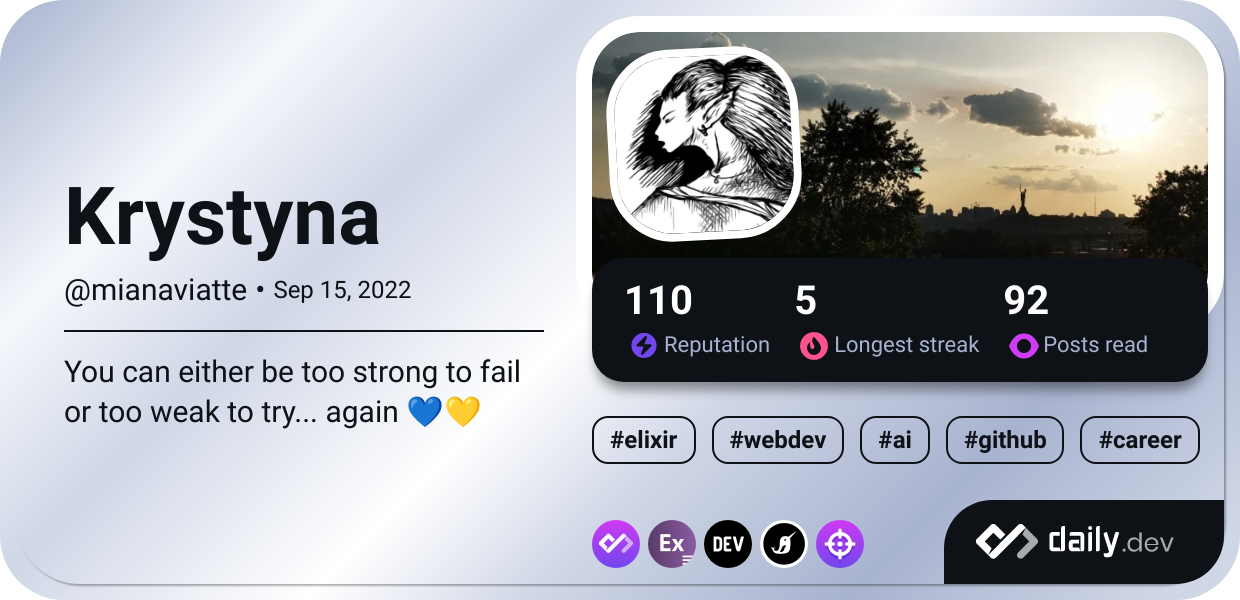 Krystyna
@mianaviatte • Sep 15, 2022
You can either be too strong to fail
or too weak to try... again 💙💛
110 5 92
Reputation Longest streak Posts read
#elixir #webdev #ai #github #career
Ex DEV
daily.dev